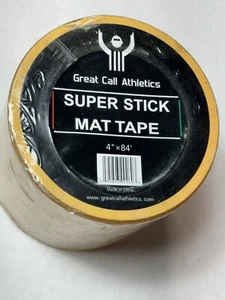 Great Call Athletics
SUPER STICK
MAT TAPE
4"×84'
www.greatcallathletics.com